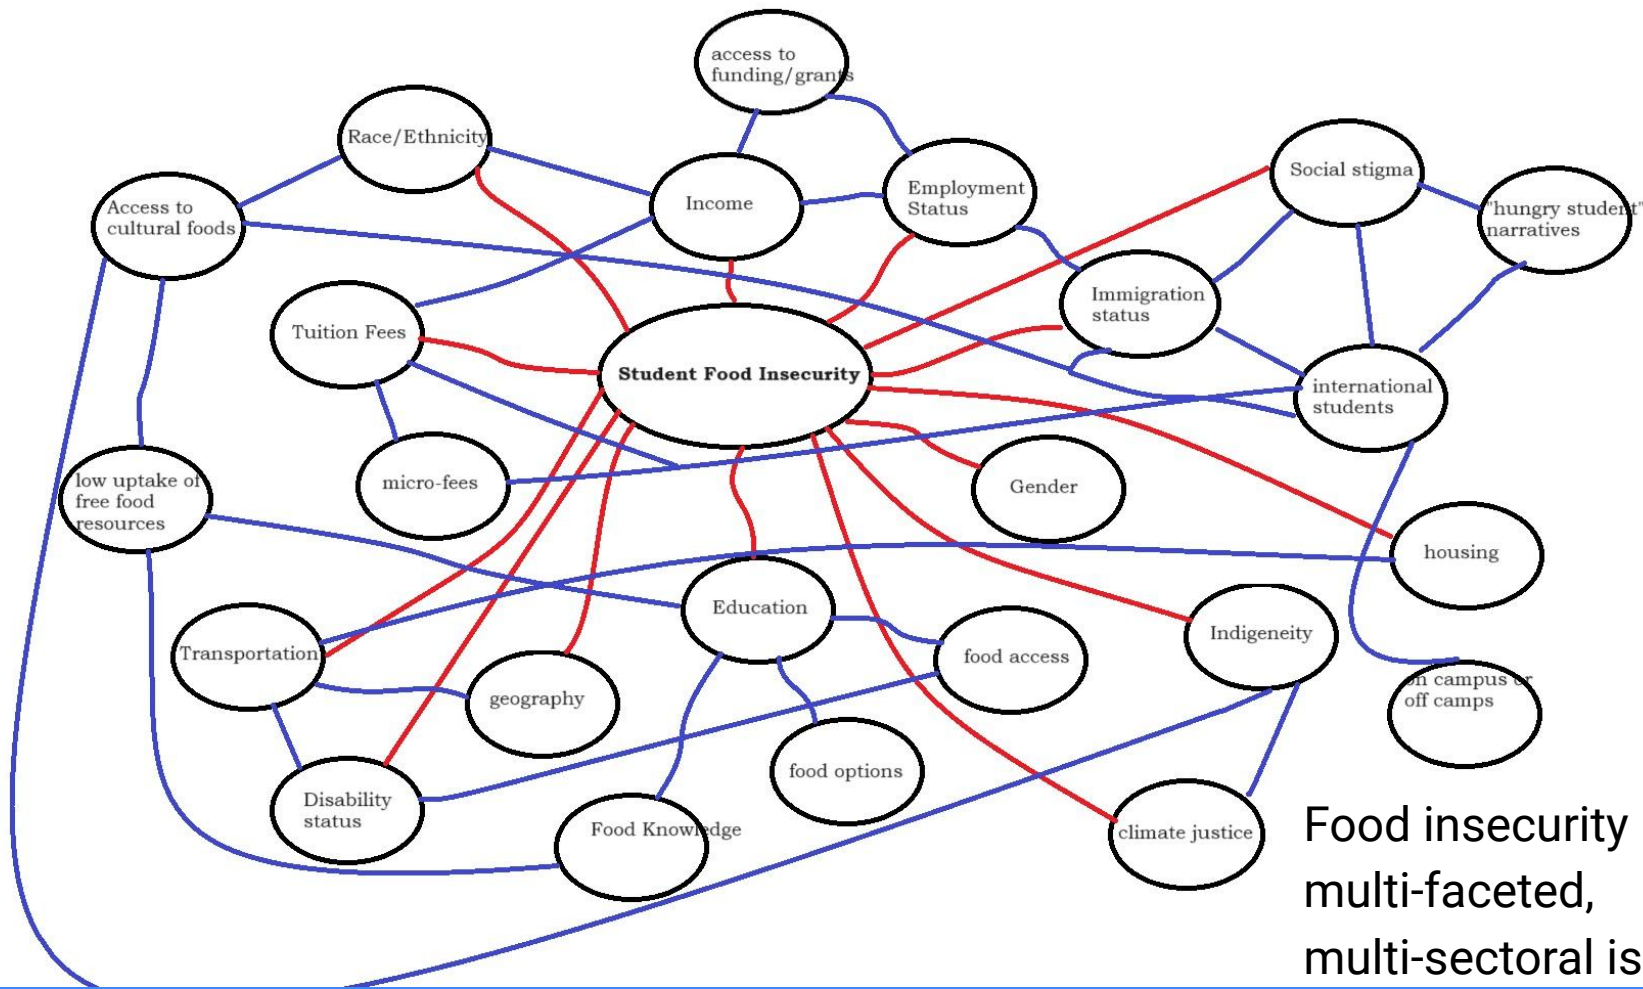 access to
funding/grants
Race/Ethnicity
Social stigma
Employment
Status
Income
Access to
cultural foods
"hungry student"
narratives
Immigration
status
Tuition Fees
Student Food Insecurity
international
students
low uptake of
free food
resources
micro-fees
Gender
housing
Education
Indigeneity
Transportation
food access
geography
on campus or
off camps
food options
Disability
status
Food Knowledge
climate justice
Food insecurity
multi-faceted,
multi-sectoral is